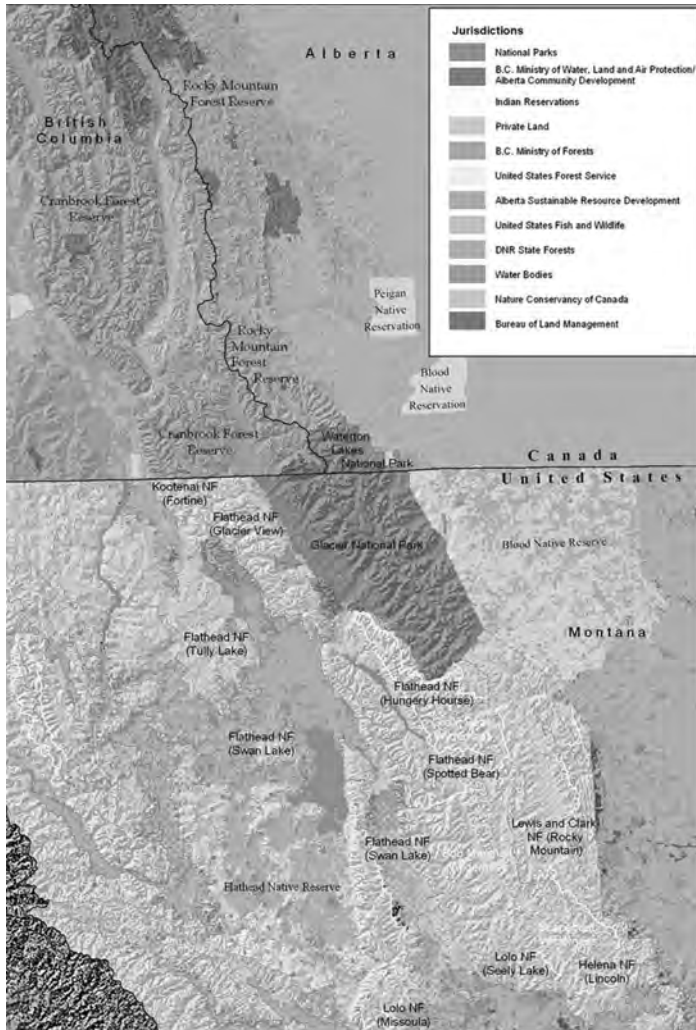 Jurisdictions
National Parks
B.C. Ministry of Water, Land and Air Protection/
Alberta Community Development
Indian Reservations
Private Land
B.C. Ministry of Forests
United States Forest Service
Alberta Sustainable Resource Development
United States Fish and Wildlife
DNR State Forests
Water Bodies
Nature Conservancy of Canada
Bureau of Land Management
Alberta
Rocky Mountain
Forest Reserve
British
Columbia
Cranbrook Forest
Reserve
Peigan
Native
Reservation
Rocky
Mountain
Forest
Reserve
Blood
Native
Reservation
Cranbrook Forest
Reserve
Waterton
Lakes
National Park
Canada
United States
Kootenai NF
(Fortine)
Flathead NF
(Glacier View)
Glacier National Park
Blood Native Reserve
Montana
Flathead NF
(Tully Lake)
Flathead NF
(Hungery Hourse)
Flathead NF
(Swan Lake)
Flathead NF
(Spotted Bear)
Lewis and Clark
NF (Rocky
Mountain)
Flathead NF
(Swan Lake)
Flathead Native Reserve
Lolo NF
(Seely Lake)
Helena NF
(Lincoln)
Lolo NF
(Missoula)